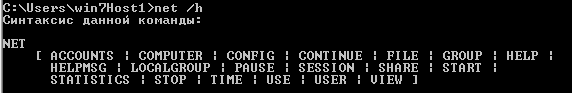 C:\Users\win7Host1>net /h
Синтаксис данной команды:
NET
[ ACCOUNTS | COMPUTER | CONFIG | CONTINUE | FILE | GROUP | HELP |
HELPMSG | LOCALGROUP | PAUSE | SESSION | SHARE | START |
STATISTICS | STOP | TIME | USE | USER | VIEW ]